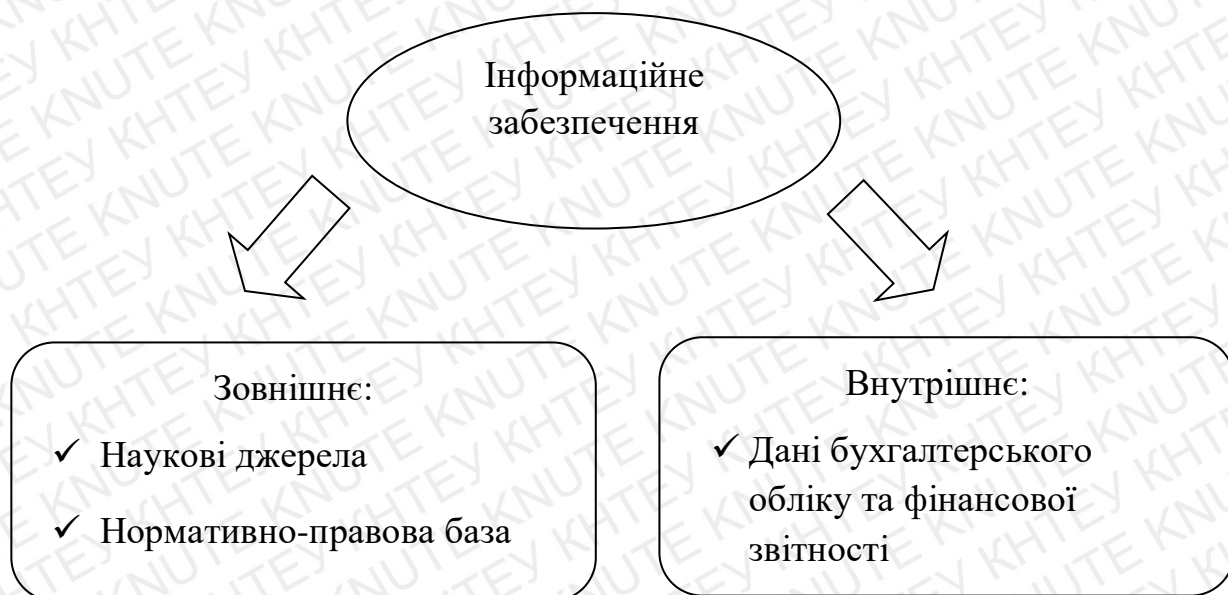 Інформаційне
забезпечення
Зовнішнє:
✓ Наукові джерела
✓ Нормативно-правова база
Внутрішнє:
✓ Дані бухгалтерського
обліку та фінансової
звітності